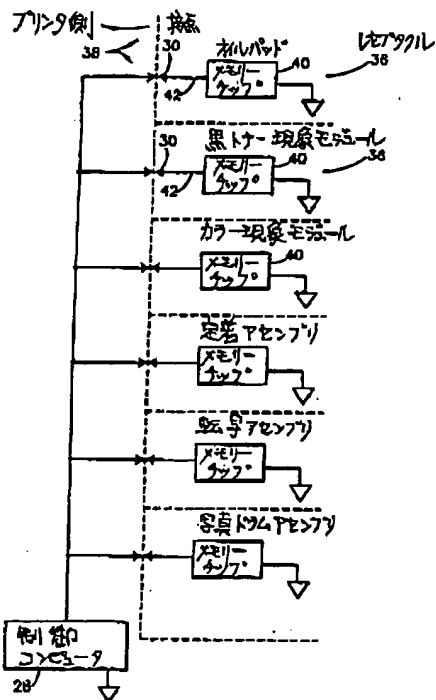 プリンタ側
接点
38
30
オイルパッド
40
レセプタクル
36
42
メモリー
チップ
黒トナー現象モジュール
30
40
36
42
メモリー
チップ
カラー現象モジュール
40
メモリー
チップ
定着アセンブリ
メモリー
チップ
転写アセンブリ
メモリー
チップ
写真ドラムアセンブリ
メモリー
チップ
制御
コンピュータ
28